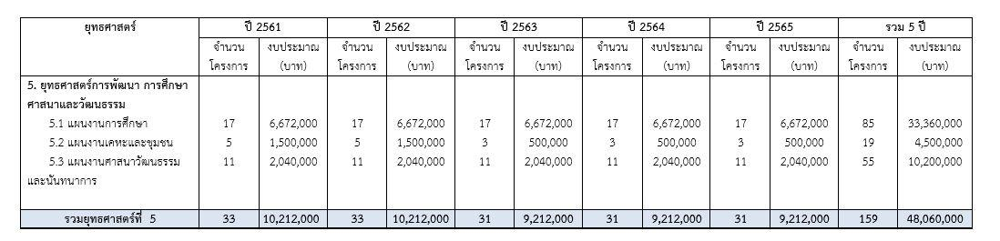 ยุทธศาสตร์ ปี 2561 ปี 2562 ปี 2563 ปี 2564 ปี 2565 รวม 5 ปี
จำนวน งบประมาณ จำนวน งบประมาณ จำนวน งบประมาณ จำนวน งบประมาณ จำนวน งบประมาณ จำนวน งบประมาณ
โครงการ (บาท) โครงการ (บาท) โครงการ (บาท) โครงการ (บาท) โครงการ (บาท) โครงการ (บาท)
5. ยุทธศาสตร์การพัฒนา การศึกษา
ศาสนาและวัฒนธรรม
5.1 แผนงานการศึกษา 17 6,672,000 17 6,672,000 17 6,672,000 17 6,672,000 17 6,672,000 85 33,360,000
5.2 แผนงานเคหะและชุมชน 5 1,500,000 5 1,500,000 3 500,000 3 500,000 3 500,000 19 4,500,000
5.3 แผนงานศาสนาวัฒนธรรม 11 2,040,000 11 2,040,000 11 2,040,000 11 2,040,000 11 2,040,000 55 10,200,000
และนันทนาการ
รวมยุทธศาสตร์ที่ 5 33 10,212,000 33 10,212,000 31 9,212,000 31 9,212,000 31 9,212,000 159 48,060,000